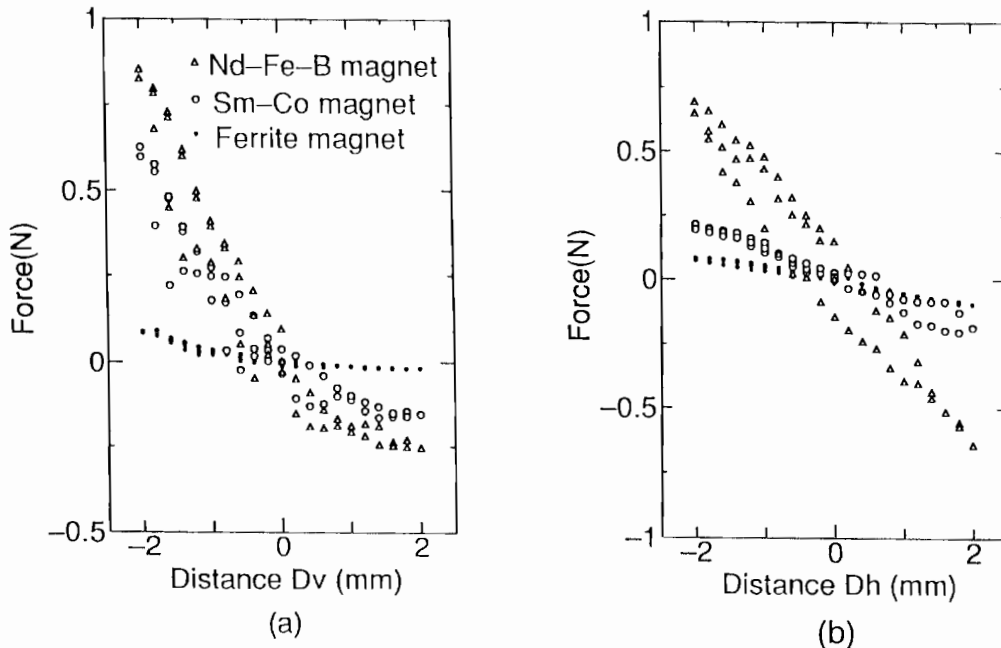 1
0.5
0
−0.5
Force(N)
Nd−Fe−B magnet
Sm−Co magnet
Ferrite magnet
−2
0
2
Distance Dv (mm)
(a)
1
0.5
0
−0.5
−1
Force(N)
−2
0
2
Distance Dh (mm)
(b)